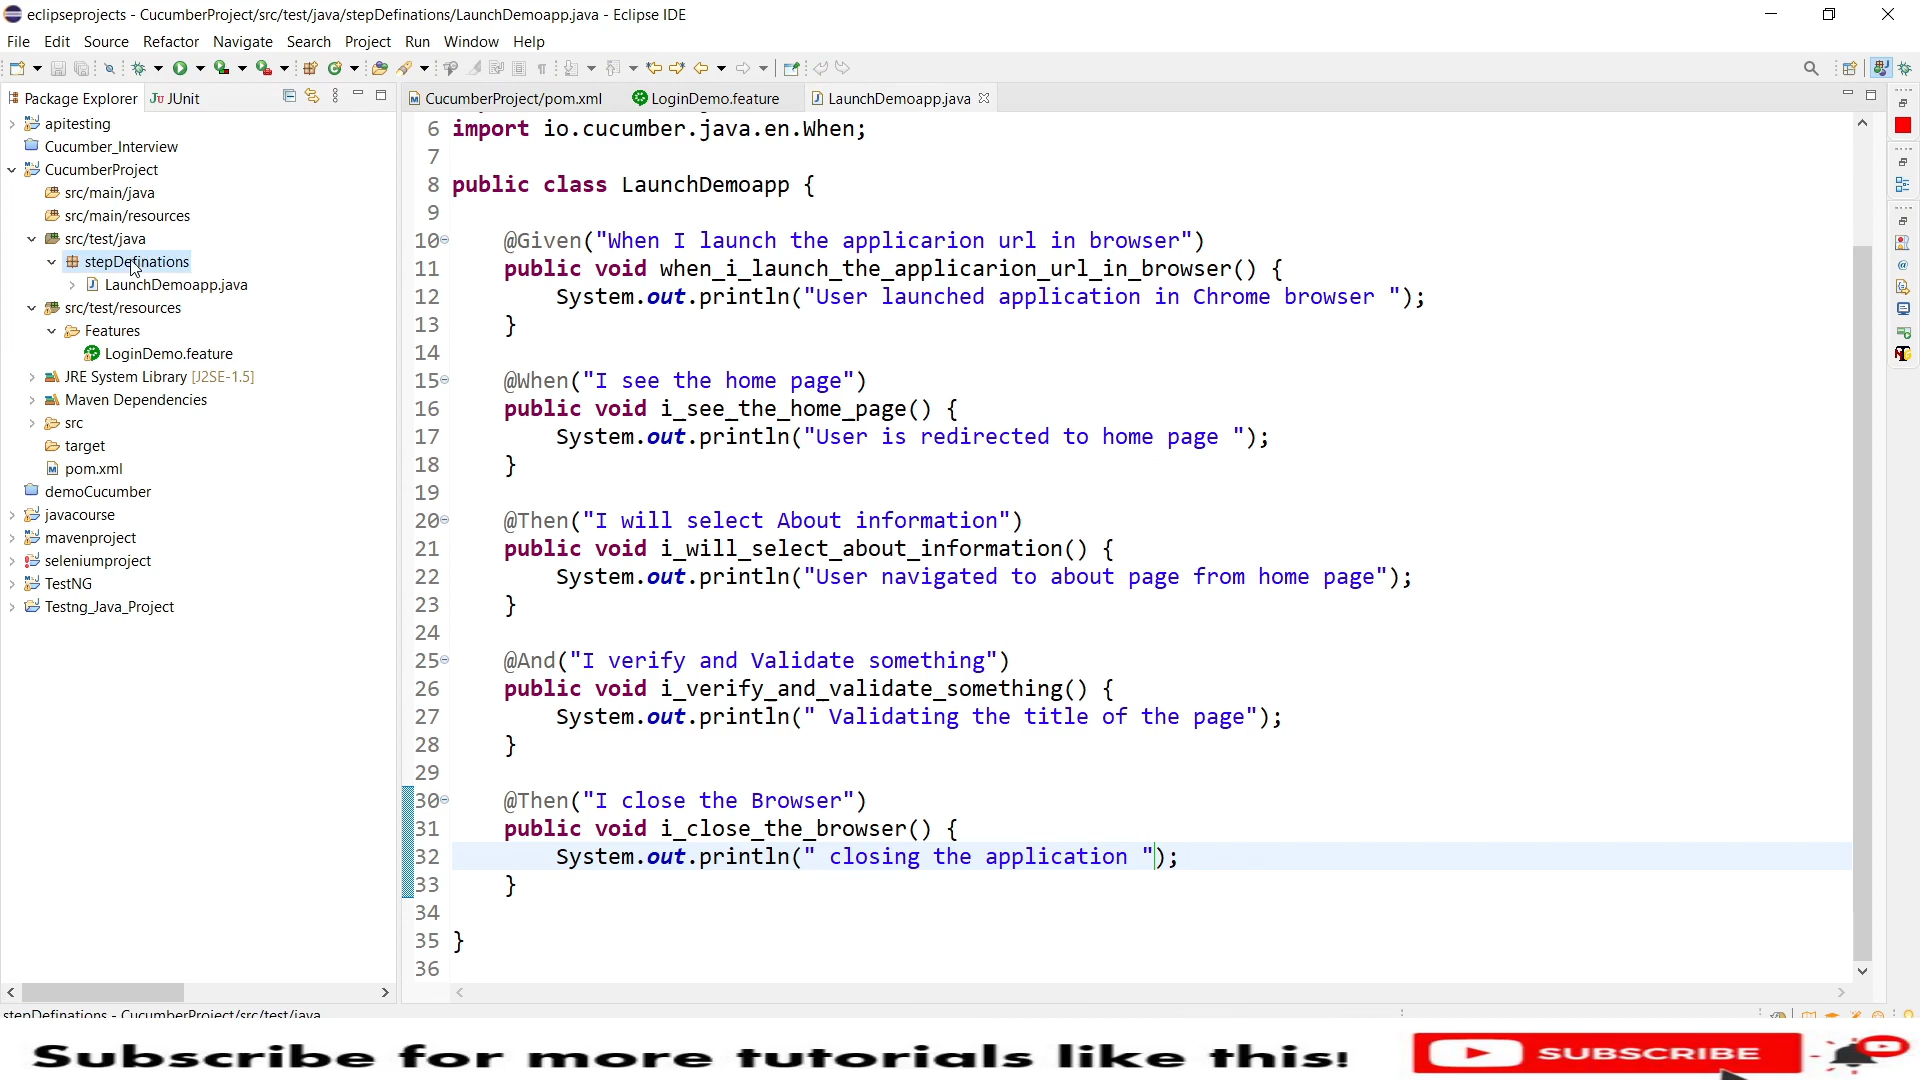 eclipseprojects - CucumberProject/src/test/java/stepDefinations/LaunchDemoapp.java - Eclipse IDE
File Edit Source Refactor Navigate Search Project Run Window Help
Package Explorer JUnit
CucumberProject/pom.xml LoginDemo.feature LaunchDemoapp.java
apitesting
Cucumber_Interview
CucumberProject
src/main/java
src/main/resources
src/test/java
stepDefinations
LaunchDemoapp.java
src/test/resources
Features
LoginDemo.feature
JRE System Library [J2SE-1.5]
Maven Dependencies
src
target
pom.xml
demoCucumber
javacourse
mavenproject
seleniumproject
TestNG
Testng_Java_Project
6 import io.cucumber.java.en.When;
7
8 public class LaunchDemoapp {
9
10 @Given("When I launch the applicarion url in browser")
11 public void when_i_launch_the_applicarion_url_in_browser() {
12 System.out.println("User launched application in Chrome browser ");
13 }
14
15 @When("I see the home page")
16 public void i_see_the_home_page() {
17 System.out.println("User is redirected to home page ");
18 }
19
20 @Then("I will select About information")
21 public void i_will_select_about_information() {
22 System.out.println("User navigated to about page from home page");
23 }
24
25 @And("I verify and Validate something")
26 public void i_verify_and_validate_something() {
27 System.out.println(" Validating the title of the page");
28 }
29
30 @Then("I close the Browser")
31 public void i_close_the_browser() {
32 System.out.println(" closing the application ");
33 }
34
35 }
36
stepDefinations - CucumberProject/src/test/java
Subscribe for more tutorials like this!
SUBSCRIBE